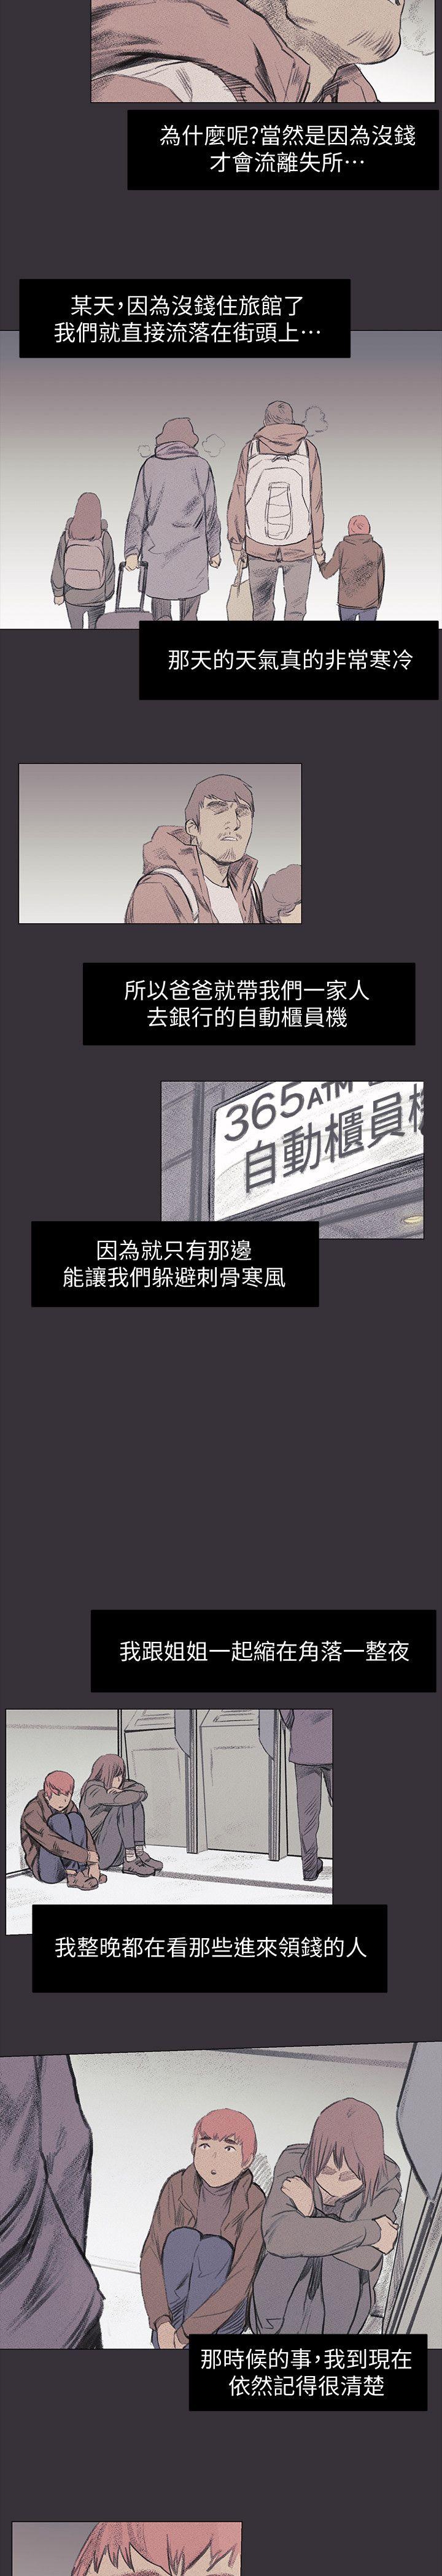 為什麼呢?當然是因為沒錢
才會流離失所…
某天,因為沒錢住旅館了
我們就直接流落在街頭上…
那天的天氣真的非常寒冷
所以爸爸就帶我們一家人
去銀行的自動櫃員機
365ATM
自動櫃員機
因為就只有那邊
能讓我們躲避刺骨寒風
我跟姐姐一起縮在角落一整夜
我整晚都在看那些進來領錢的人
那時候的事,我到現在
依然記得很清楚